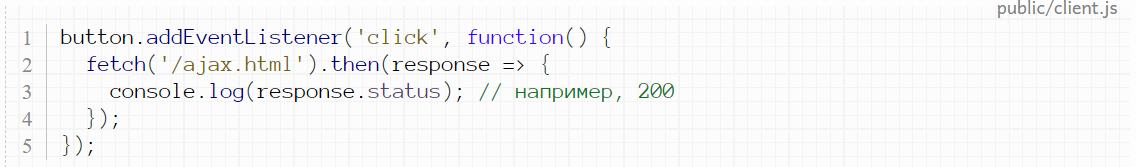 public/client.js
1 button.addEventListener('click', function() {
2 fetch('/ajax.html').then(response => {
3 console.log(response.status); // например, 200
4 });
5 });